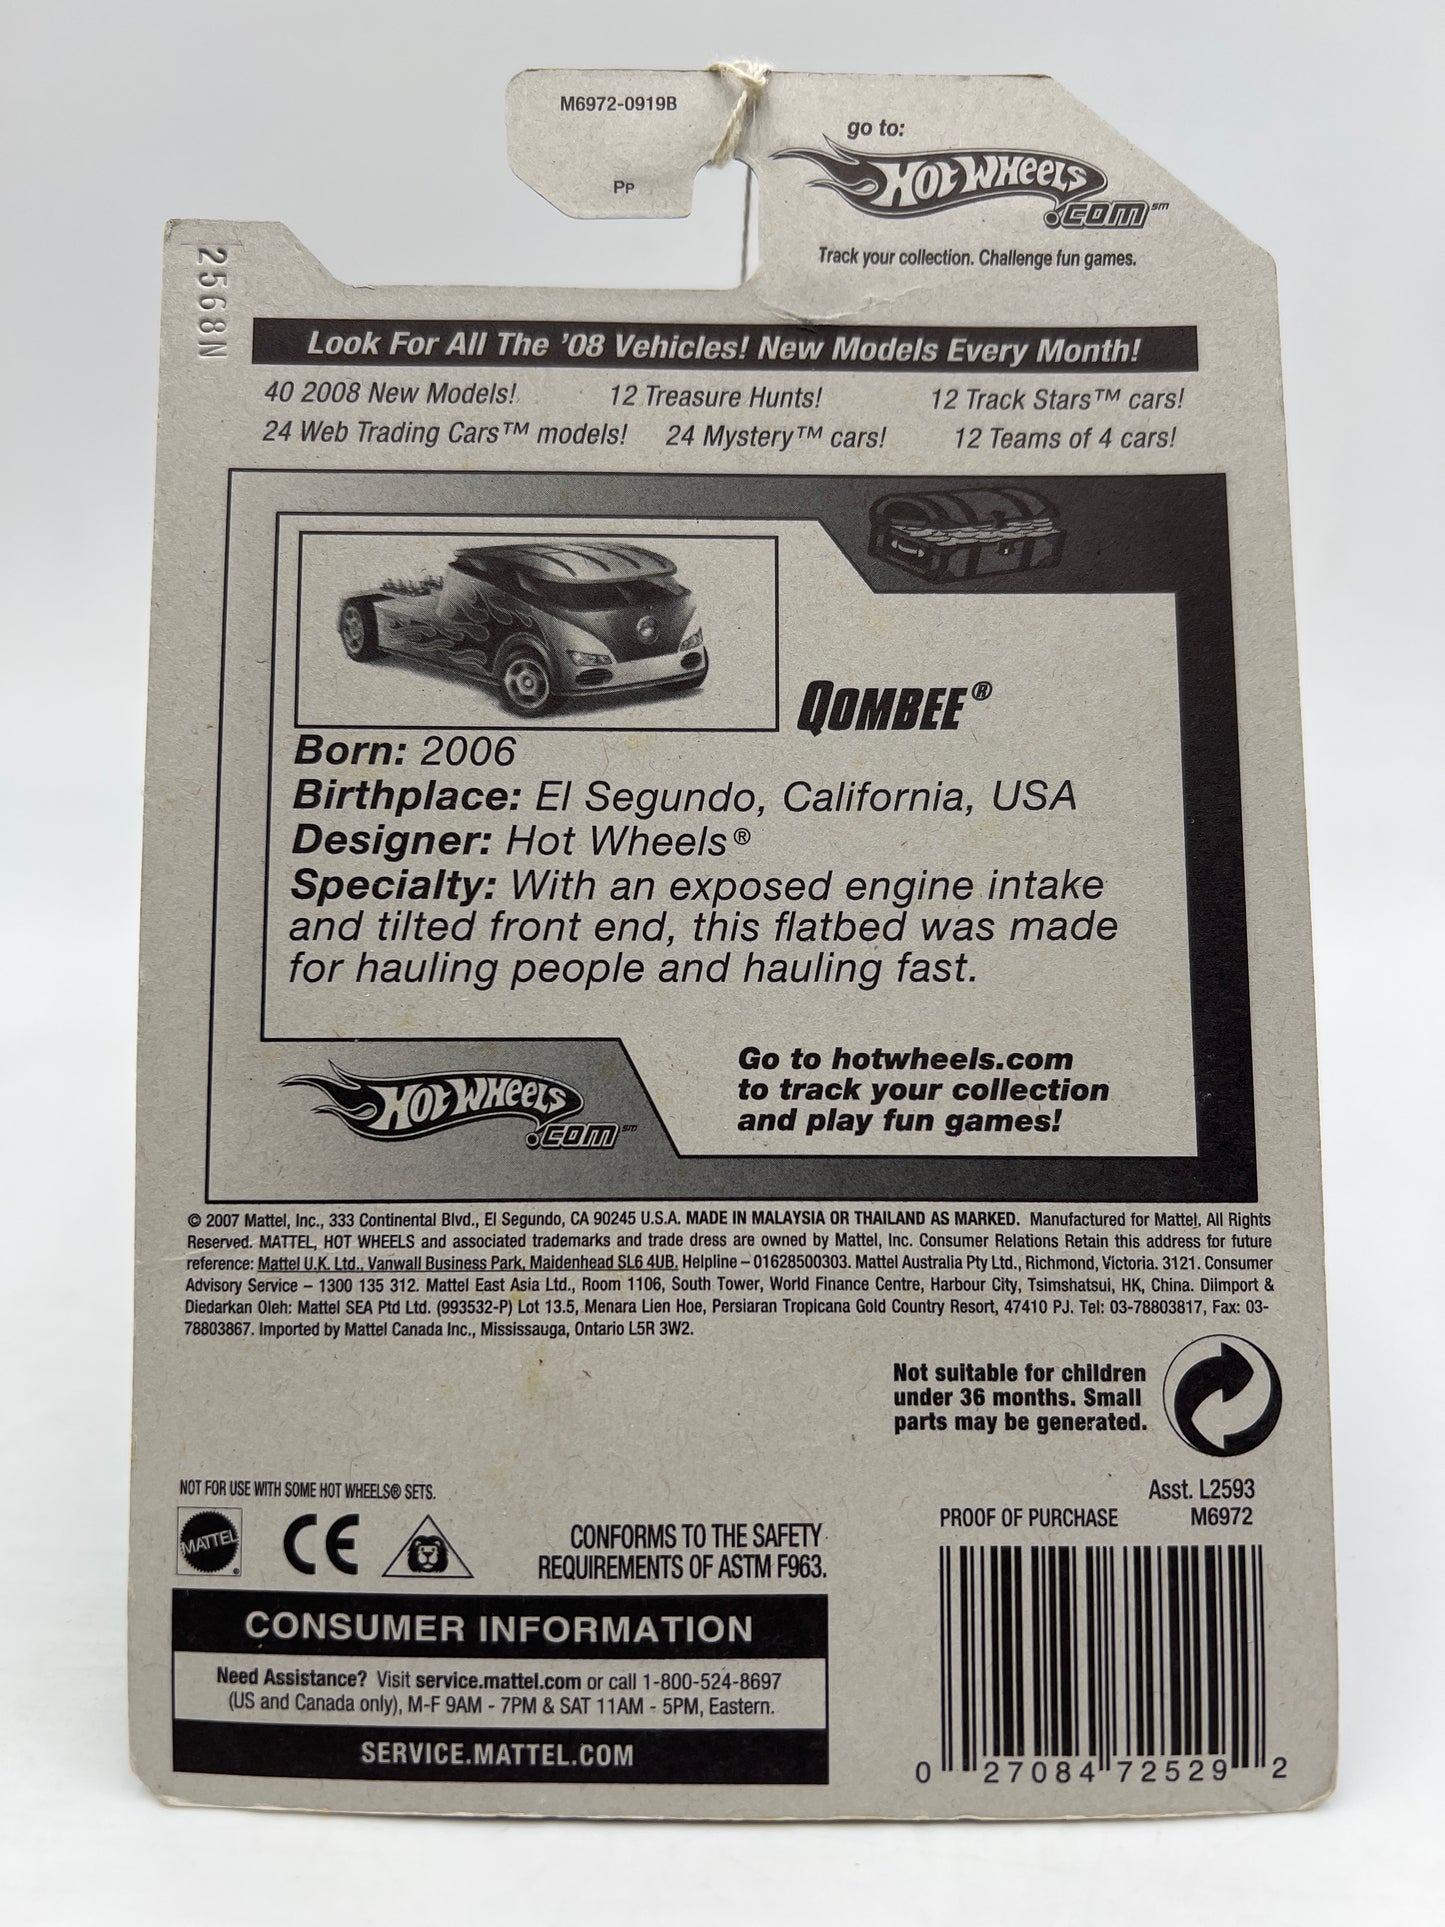 M6972-0919B
PP
go to:
HOT WHEELS
.COM℠
Track your collection. Challenge fun games.
2568N
Look For All The '08 Vehicles! New Models Every Month!
40 2008 New Models! 12 Treasure Hunts! 12 Track Stars™ cars!
24 Web Trading Cars™ models! 24 Mystery™ cars! 12 Teams of 4 cars!
QOMBEE®
Born: 2006
Birthplace: El Segundo, California, USA
Designer: Hot Wheels®
Specialty: With an exposed engine intake
and tilted front end, this flatbed was made
for hauling people and hauling fast.
HOT WHEELS
.COM℠
Go to hotwheels.com
to track your collection
and play fun games!
© 2007 Mattel, Inc., 333 Continental Blvd., El Segundo, CA 90245 U.S.A. MADE IN MALAYSIA OR THAILAND AS MARKED. Manufactured for Mattel. All Rights
Reserved. MATTEL, HOT WHEELS and associated trademarks and trade dress are owned by Mattel, Inc. Consumer Relations Retain this address for future
reference: Mattel U.K. Ltd., Vanwall Business Park, Maidenhead SL6 4UB. Helpline – 01628500303. Mattel Australia Pty Ltd., Richmond, Victoria. 3121. Consumer
Advisory Service – 1300 135 312. Mattel East Asia Ltd., Room 1106, South Tower, World Finance Centre, Harbour City, Tsimshatsui, HK, China. Diimport &
Diedarkan Oleh: Mattel SEA Ptd Ltd. (993532-P) Lot 13.5, Menara Lien Hoe, Persiaran Tropicana Gold Country Resort, 47410 PJ. Tel: 03-78803817, Fax: 03-
78803867. Imported by Mattel Canada Inc., Mississauga, Ontario L5R 3W2.
Not suitable for children
under 36 months. Small
parts may be generated.
NOT FOR USE WITH SOME HOT WHEELS® SETS.
Asst. L2593
PROOF OF PURCHASE M6972
MATTEL®
CE
CONFORMS TO THE SAFETY
REQUIREMENTS OF ASTM F963.
CONSUMER INFORMATION
Need Assistance? Visit service.mattel.com or call 1-800-524-8697
(US and Canada only), M-F 9AM - 7PM & SAT 11AM - 5PM, Eastern.
SERVICE.MATTEL.COM
0 27084 72529 2